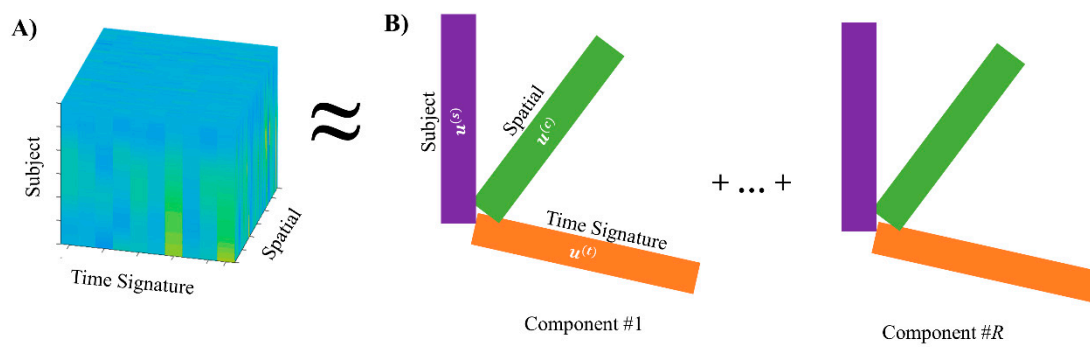 A)
Subject
Spatial
Time Signature
≈
B)
Subject
u^(s)
Spatial
u^(c)
Time Signature
u^(t)
Component #1
+ ... +
Component #R